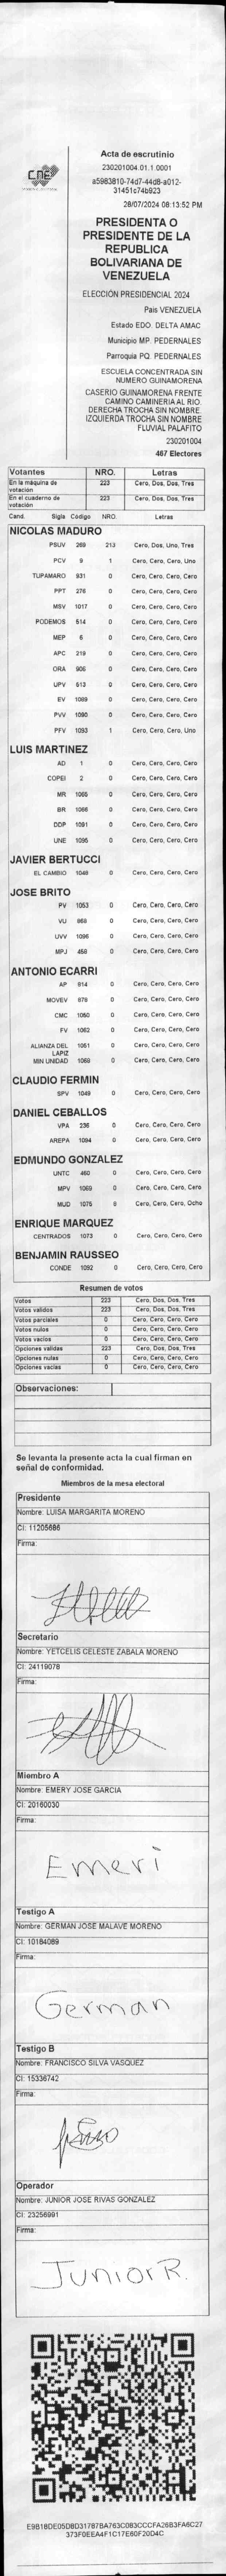 CNE
Acta de escrutinio
230201004.01.1.0001
a5983810-74d7-44d8-a012-
31451c74b923
28/07/2024 08:13:52 PM
PRESIDENTA O
PRESIDENTE DE LA
REPUBLICA
BOLIVARIANA DE
VENEZUELA
ELECCIÓN PRESIDENCIAL 2024
Pais VENEZUELA
Estado EDO. DELTA AMAC
Municipio MP. PEDERNALES
Parroquia PQ. PEDERNALES
ESCUELA CONCENTRADA SIN
NUMERO GUINAMORENA
CASERIO GUINAMORENA FRENTE
CAMINO CAMINERIA AL RIO.
DERECHA TROCHA SIN NOMBRE.
IZQUIERDA TROCHA SIN NOMBRE
FLUVIAL PALAFITO
230201004
467 Electores
Votantes NRO. Letras
En la máquina de votación 223 Cero, Dos, Dos, Tres
En el cuaderno de votación 223 Cero, Dos, Dos, Tres
Cand. Sigla Código NRO. Letras
NICOLAS MADURO
PSUV 269 213 Cero, Dos, Uno, Tres
PCV 9 1 Cero, Cero, Cero, Uno
TUPAMARO 931 0 Cero, Cero, Cero, Cero
PPT 276 0 Cero, Cero, Cero, Cero
MSV 1017 0 Cero, Cero, Cero, Cero
PODEMOS 514 0 Cero, Cero, Cero, Cero
MEP 6 0 Cero, Cero, Cero, Cero
APC 219 0 Cero, Cero, Cero, Cero
ORA 906 0 Cero, Cero, Cero, Cero
UPV 513 0 Cero, Cero, Cero, Cero
EV 1089 0 Cero, Cero, Cero, Cero
PVV 1090 0 Cero, Cero, Cero, Cero
PFV 1093 1 Cero, Cero, Cero, Uno
LUIS MARTINEZ
AD 1 0 Cero, Cero, Cero, Cero
COPEI 2 0 Cero, Cero, Cero, Cero
MR 1065 0 Cero, Cero, Cero, Cero
BR 1066 0 Cero, Cero, Cero, Cero
DDP 1091 0 Cero, Cero, Cero, Cero
UNE 1095 0 Cero, Cero, Cero, Cero
JAVIER BERTUCCI
EL CAMBIO 1048 0 Cero, Cero, Cero, Cero
JOSE BRITO
PV 1053 0 Cero, Cero, Cero, Cero
VU 868 0 Cero, Cero, Cero, Cero
UVV 1096 0 Cero, Cero, Cero, Cero
MPJ 458 0 Cero, Cero, Cero, Cero
ANTONIO ECARRI
AP 814 0 Cero, Cero, Cero, Cero
MOVEV 878 0 Cero, Cero, Cero, Cero
CMC 1050 0 Cero, Cero, Cero, Cero
FV 1062 0 Cero, Cero, Cero, Cero
ALIANZA DEL LAPIZ 1051 0 Cero, Cero, Cero, Cero
MIN UNIDAD 1068 0 Cero, Cero, Cero, Cero
CLAUDIO FERMIN
SPV 1049 0 Cero, Cero, Cero, Cero
DANIEL CEBALLOS
VPA 236 0 Cero, Cero, Cero, Cero
AREPA 1094 0 Cero, Cero, Cero, Cero
EDMUNDO GONZALEZ
UNTC 460 0 Cero, Cero, Cero, Cero
MPV 1069 0 Cero, Cero, Cero, Cero
MUD 1075 8 Cero, Cero, Cero, Ocho
ENRIQUE MARQUEZ
CENTRADOS 1073 0 Cero, Cero, Cero, Cero
BENJAMIN RAUSSEO
CONDE 1092 0 Cero, Cero, Cero, Cero
Resumen de votos
Votos 223 Cero, Dos, Dos, Tres
Votos validos 223 Cero, Dos, Dos, Tres
Votos parciales 0 Cero, Cero, Cero, Cero
Votos nulos 0 Cero, Cero, Cero, Cero
Votos vacios 0 Cero, Cero, Cero, Cero
Opciones validas 223 Cero, Dos, Dos, Tres
Opciones nulas 0 Cero, Cero, Cero, Cero
Opciones vacias 0 Cero, Cero, Cero, Cero
Observaciones:
Se levanta la presente acta la cual firman en
señal de conformidad.
Miembros de la mesa electoral
Presidente
Nombre: LUISA MARGARITA MORENO
CI: 11205686
Firma:
Secretario
Nombre: YETCELIS CELESTE ZABALA MORENO
CI: 24119078
Firma:
Miembro A
Nombre: EMERY JOSE GARCIA
CI: 20160030
Firma:
Emeri
Testigo A
Nombre: GERMAN JOSE MALAVE MORENO
CI: 10184089
Firma:
German
Testigo B
Nombre: FRANCISCO SILVA VASQUEZ
CI: 15336742
Firma:
Operador
Nombre: JUNIOR JOSE RIVAS GONZALEZ
CI: 23256991
Firma:
Junior R.
E9B18DE05D8D31787BA763C083CCCFA26B3FA6C27
373F0EEA4F1C17E60F20D4C